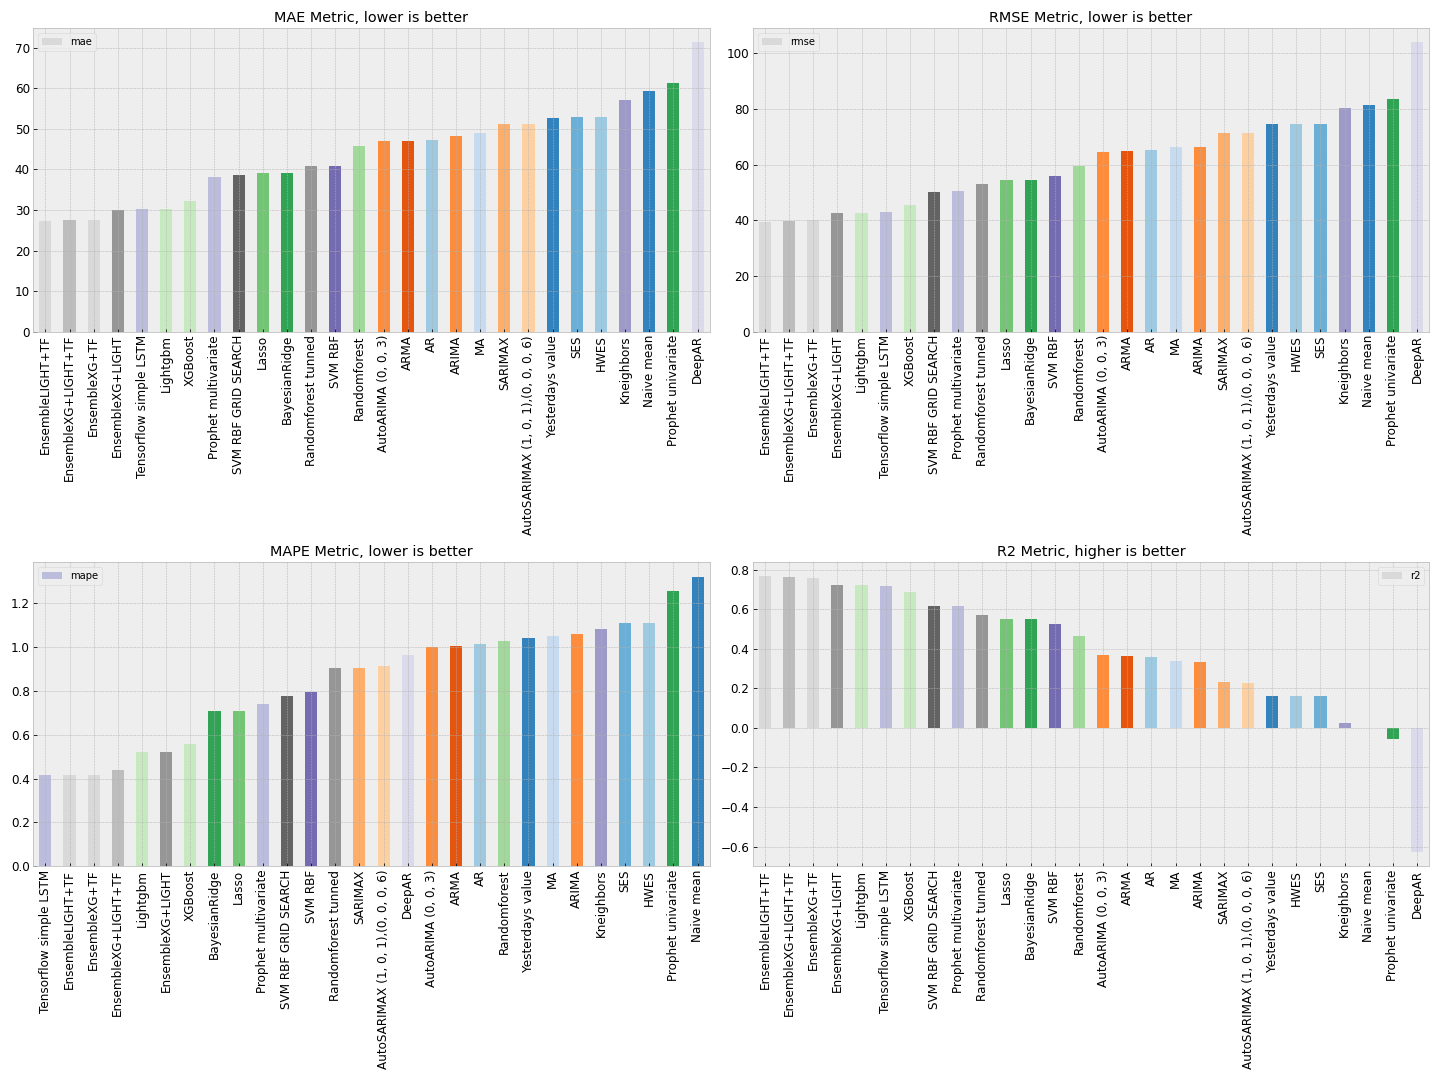 MAE Metric, lower is better
mae
70
60
50
40
30
20
10
0
EnsembleLIGHT+TF
EnsembleXG+LIGHT+TF
EnsembleXG+TF
EnsembleXG+LIGHT
Tensorflow simple LSTM
Lightgbm
XGBoost
Prophet multivariate
SVM RBF GRID SEARCH
Lasso
BayesianRidge
Randomforest tunned
SVM RBF
Randomforest
AutoARIMA (0, 0, 3)
ARMA
AR
ARIMA
MA
SARIMAX
AutoSARIMAX (1, 0, 1),(0, 0, 0, 6)
Yesterdays value
SES
HWES
Kneighbors
Naive mean
Prophet univariate
DeepAR
RMSE Metric, lower is better
rmse
100
80
60
40
20
0
EnsembleLIGHT+TF
EnsembleXG+LIGHT+TF
EnsembleXG+TF
EnsembleXG+LIGHT
Lightgbm
Tensorflow simple LSTM
XGBoost
SVM RBF GRID SEARCH
Prophet multivariate
Randomforest tunned
Lasso
BayesianRidge
SVM RBF
Randomforest
AutoARIMA (0, 0, 3)
ARMA
AR
MA
ARIMA
SARIMAX
AutoSARIMAX (1, 0, 1),(0, 0, 0, 6)
Yesterdays value
HWES
SES
Kneighbors
Naive mean
Prophet univariate
DeepAR
MAPE Metric, lower is better
mape
1.2
1.0
0.8
0.6
0.4
0.2
0.0
Tensorflow simple LSTM
EnsembleLIGHT+TF
EnsembleXG+TF
EnsembleXG+LIGHT+TF
Lightgbm
EnsembleXG+LIGHT
XGBoost
BayesianRidge
Lasso
Prophet multivariate
SVM RBF GRID SEARCH
SVM RBF
Randomforest tunned
SARIMAX
AutoSARIMAX (1, 0, 1),(0, 0, 0, 6)
DeepAR
AutoARIMA (0, 0, 3)
ARMA
AR
Randomforest
Yesterdays value
MA
ARIMA
Kneighbors
SES
HWES
Prophet univariate
Naive mean
R2 Metric, higher is better
r2
0.8
0.6
0.4
0.2
0.0
−0.2
−0.4
−0.6
EnsembleLIGHT+TF
EnsembleXG+LIGHT+TF
EnsembleXG+TF
EnsembleXG+LIGHT
Lightgbm
Tensorflow simple LSTM
XGBoost
SVM RBF GRID SEARCH
Prophet multivariate
Randomforest tunned
Lasso
BayesianRidge
SVM RBF
Randomforest
AutoARIMA (0, 0, 3)
ARMA
AR
MA
ARIMA
SARIMAX
AutoSARIMAX (1, 0, 1),(0, 0, 0, 6)
Yesterdays value
HWES
SES
Kneighbors
Naive mean
Prophet univariate
DeepAR